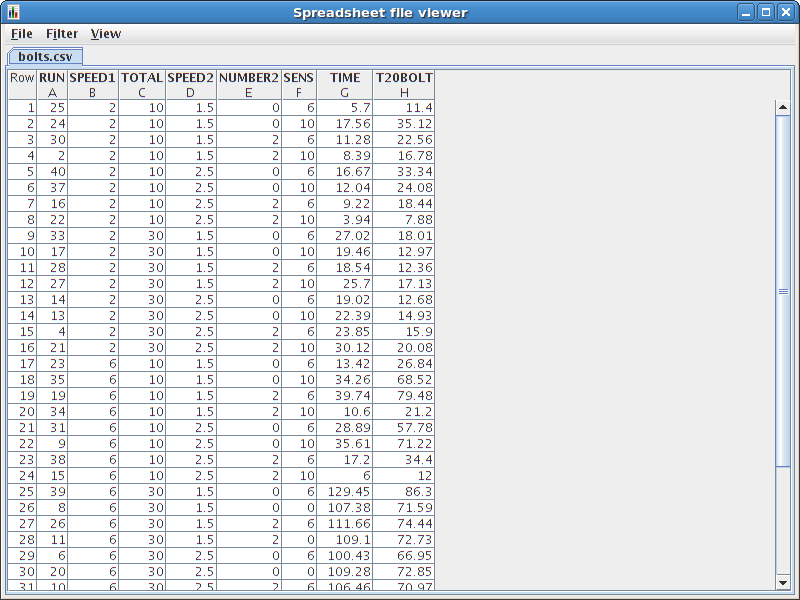 Spreadsheet file viewer
File Filter View
bolts.csv
Row RUN SPEED1 TOTAL SPEED2 NUMBER2 SENS TIME T20BOLT
A B C D E F G H
1 25 2 10 1.5 0 6 5.7 11.4
2 24 2 10 1.5 0 10 17.56 35.12
3 30 2 10 1.5 2 6 11.28 22.56
4 2 2 10 1.5 2 10 8.39 16.78
5 40 2 10 2.5 0 6 16.67 33.34
6 37 2 10 2.5 0 10 12.04 24.08
7 16 2 10 2.5 2 6 9.22 18.44
8 22 2 10 2.5 2 10 3.94 7.88
9 33 2 30 1.5 0 6 27.02 18.01
10 17 2 30 1.5 0 10 19.46 12.97
11 28 2 30 1.5 2 6 18.54 12.36
12 27 2 30 1.5 2 10 25.7 17.13
13 14 2 30 2.5 0 6 19.02 12.68
14 13 2 30 2.5 0 10 22.39 14.93
15 4 2 30 2.5 2 6 23.85 15.9
16 21 2 30 2.5 2 10 30.12 20.08
17 23 6 10 1.5 0 6 13.42 26.84
18 35 6 10 1.5 0 10 34.26 68.52
19 19 6 10 1.5 2 6 39.74 79.48
20 34 6 10 1.5 2 10 10.6 21.2
21 31 6 10 2.5 0 6 28.89 57.78
22 9 6 10 2.5 0 10 35.61 71.22
23 38 6 10 2.5 2 6 17.2 34.4
24 15 6 10 2.5 2 10 6 12
25 39 6 30 1.5 0 6 129.45 86.3
26 8 6 30 1.5 0 0 107.38 71.59
27 26 6 30 1.5 2 6 111.66 74.44
28 11 6 30 1.5 2 0 109.1 72.73
29 6 6 30 2.5 0 6 100.43 66.95
30 20 6 30 2.5 0 0 109.28 72.85
31 10 6 30 2.5 2 6 106.46 70.97